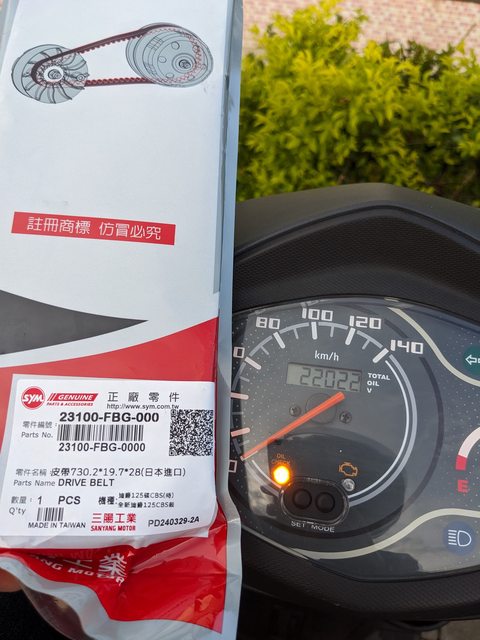 註冊商標 仿冒必究
SYM GENUINE PARTS & ACCESSORIES 正廠零件
http://www.sym.com.tw
零件編號: 23100-FBG-000
Parts No.
23100-FBG-0000
零件名稱: 皮帶730.2*19.7*28(日本進口)
Parts Name DRIVE BELT
數量: 1 PCS 機種:
Q'ty
MADE IN TAIWAN 三陽工業 SANYANG MOTOR PD240329-2A
80 100 120 140
km/h
22022
TOTAL
OIL
V
0
OIL
SET MODE
E